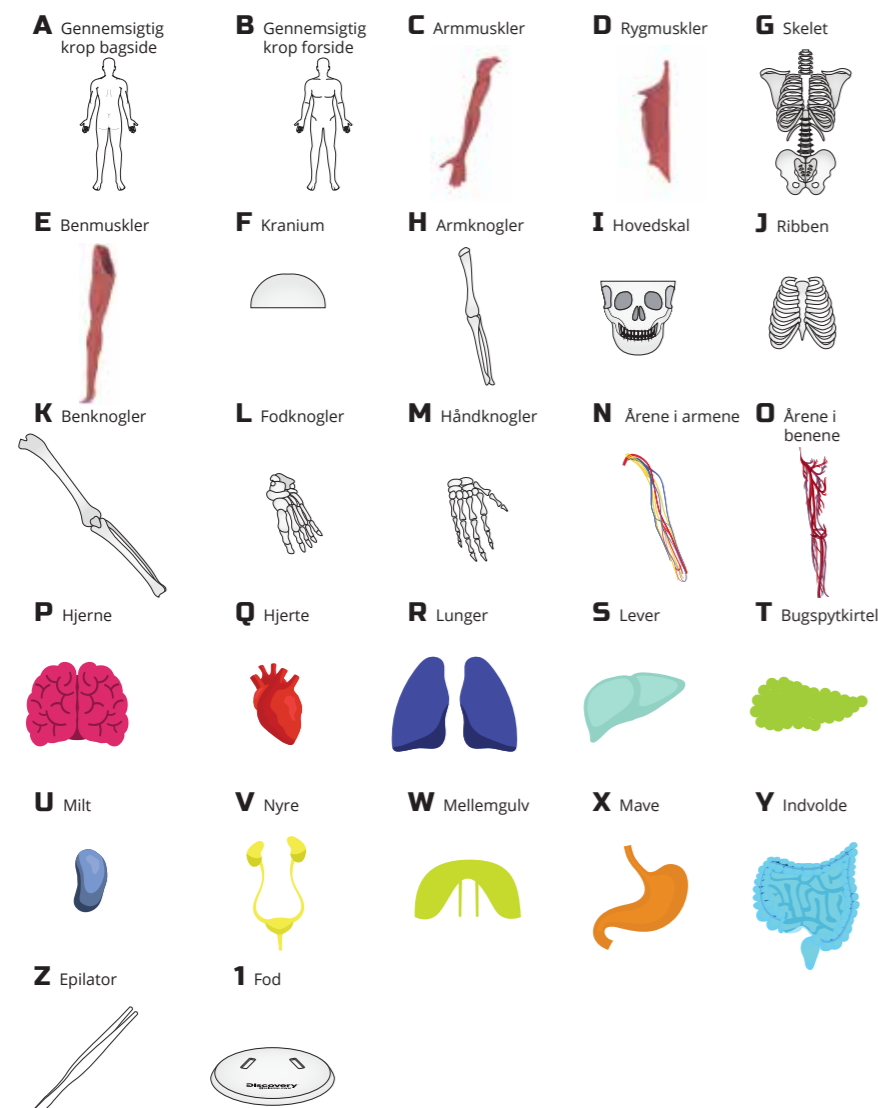 A Gennemsigtig
krop bagside
B Gennemsigtig
krop forside
C Armmuskler
D Rygmuskler
G Skelet
E Benmuskler
F Kranium
H Armknogler
I Hovedskal
J Ribben
K Benknogler
L Fodknogler
M Håndknogler
N Årene i armene
O Årene i
benene
P Hjerne
Q Hjerte
R Lunger
S Lever
T Bugspytkirtel
U Milt
V Nyre
W Mellemgulv
X Mave
Y Indvolde
Z Epilator
1 Fod
Discovery